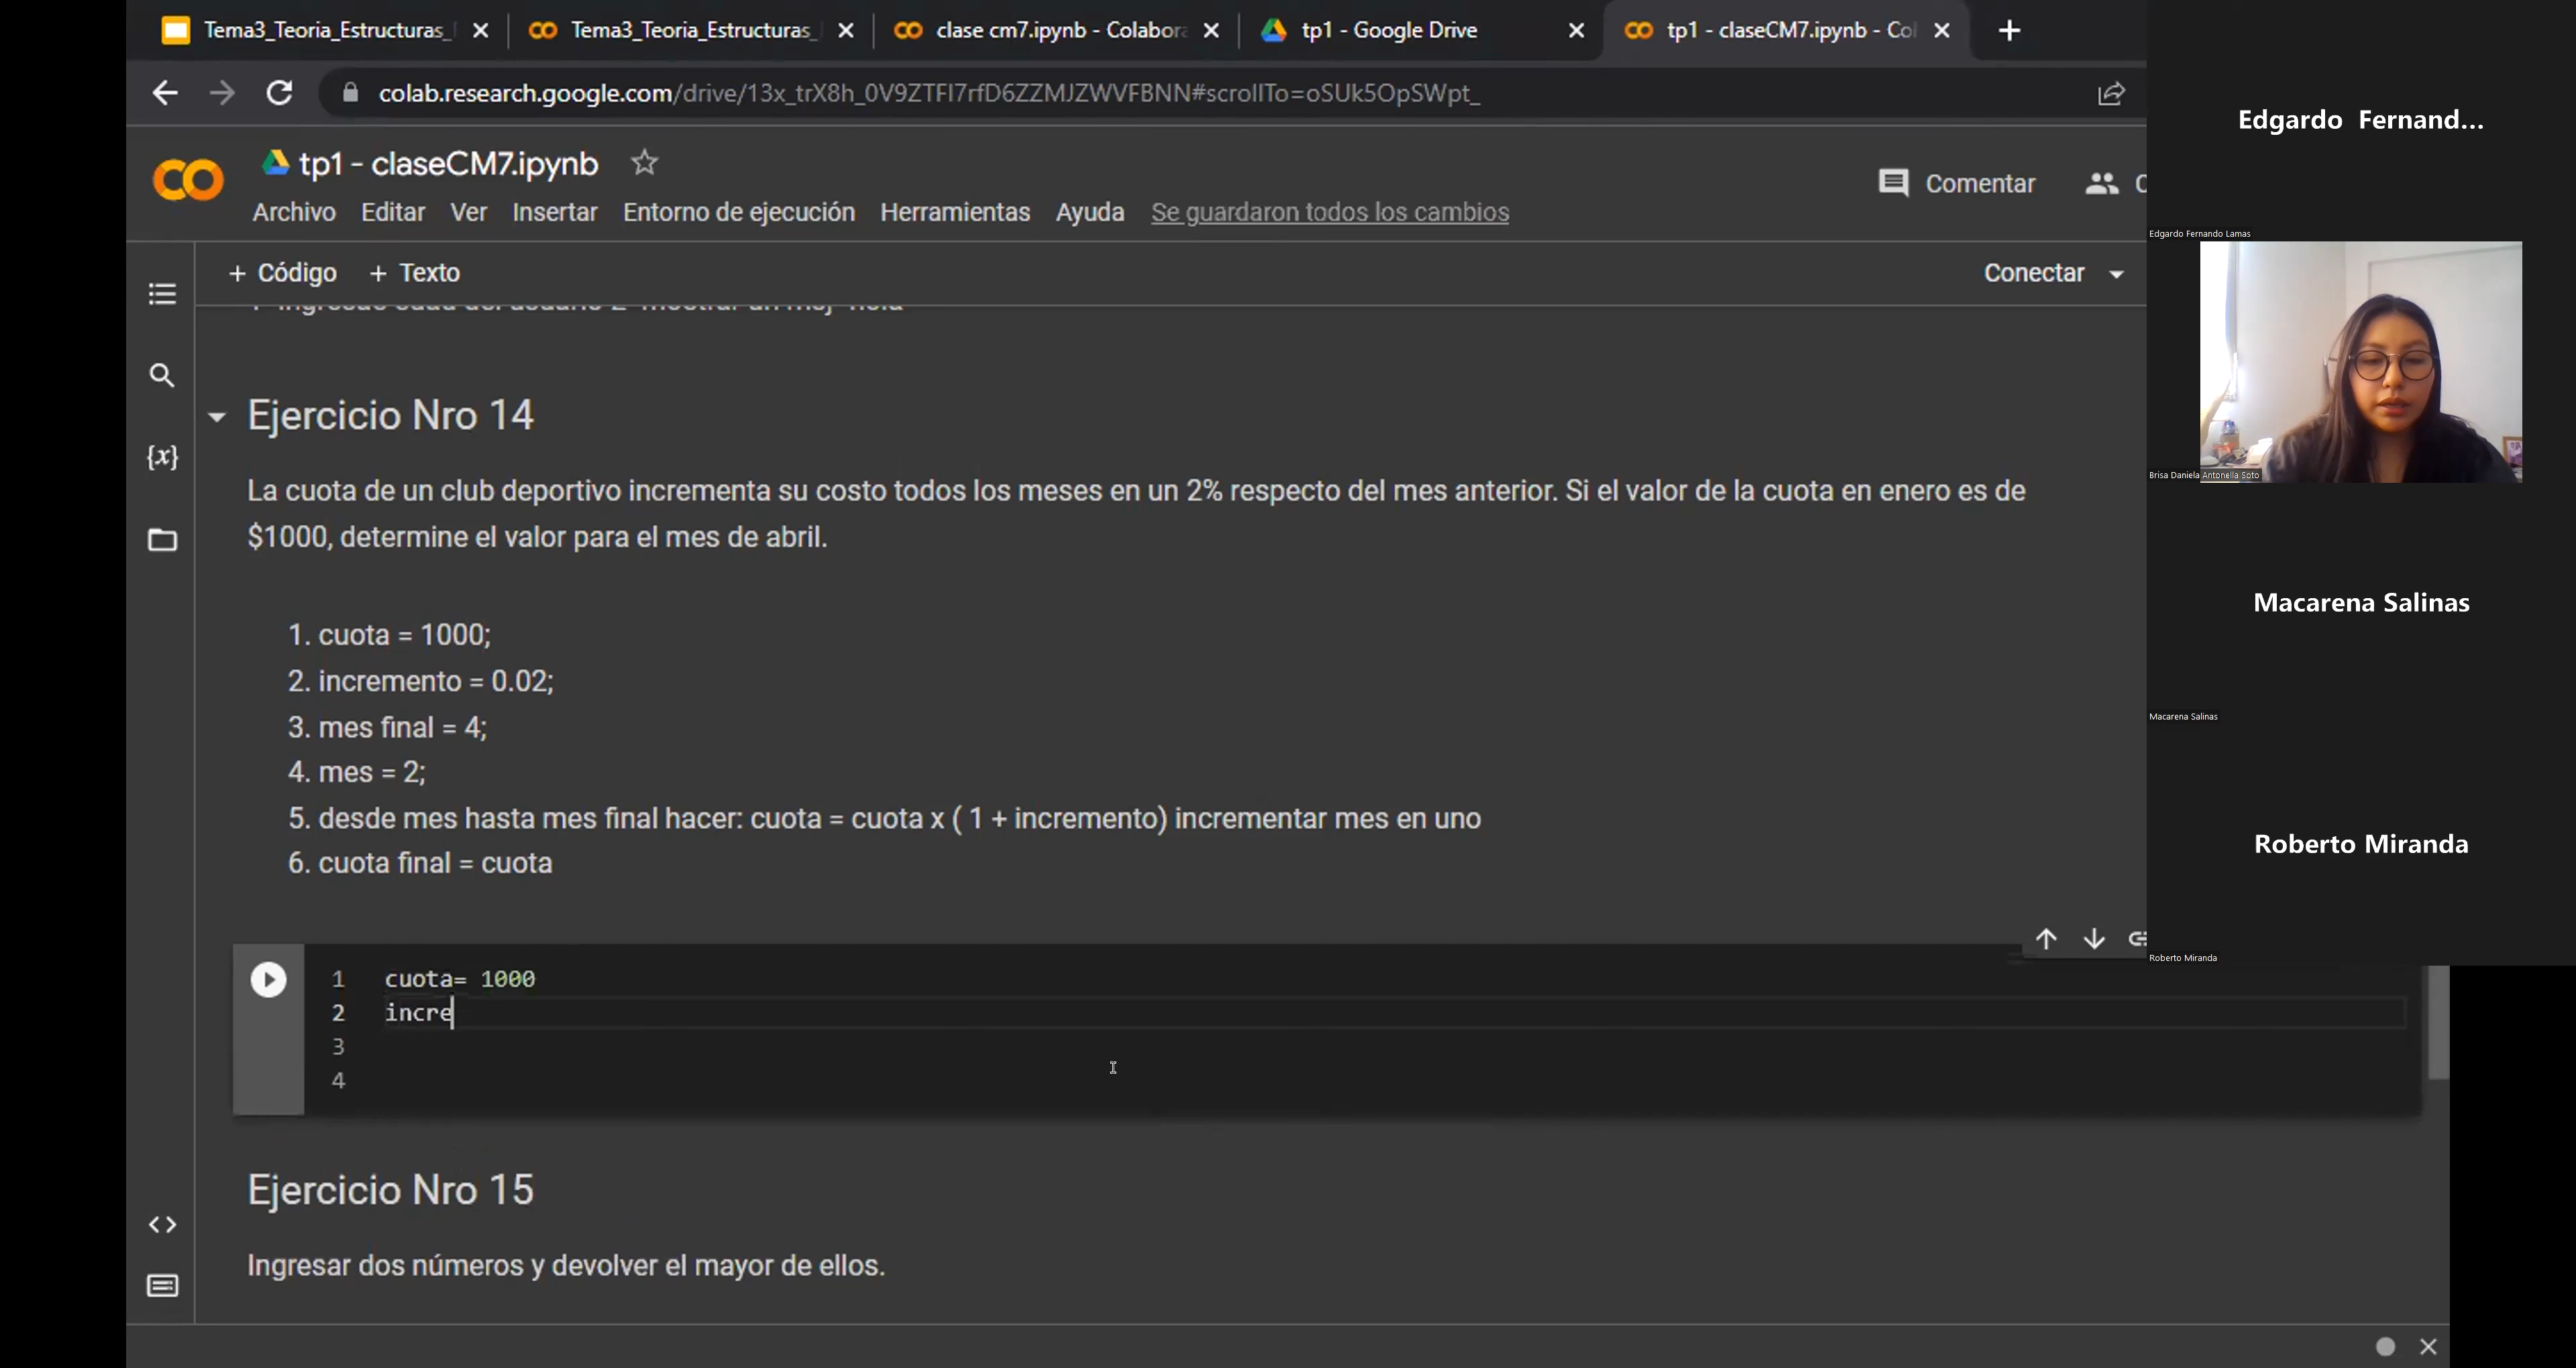 Tema3_Teoria_Estructuras_
Tema3_Teoria_Estructuras_
clase cm7.ipynb - Colabora
tp1 - Google Drive
tp1 - claseCM7.ipynb - Col
colab.research.google.com/drive/13x_trX8h_0V9ZTFI7rfD6ZZMJZWVFBNN#scrollTo=oSUk5OpSWpt_
tp1 - claseCM7.ipynb
Comentar
Archivo Editar Ver Insertar Entorno de ejecución Herramientas Ayuda Se guardaron todos los cambios
+ Código + Texto
Conectar
Ejercicio Nro 14
La cuota de un club deportivo incrementa su costo todos los meses en un 2% respecto del mes anterior. Si el valor de la cuota en enero es de
$1000, determine el valor para el mes de abril.
1. cuota = 1000;
2. incremento = 0.02;
3. mes final = 4;
4. mes = 2;
5. desde mes hasta mes final hacer: cuota = cuota x ( 1 + incremento) incrementar mes en uno
6. cuota final = cuota
1 cuota= 1000
2 incre
3
4
Ejercicio Nro 15
Ingresar dos números y devolver el mayor de ellos.
Edgardo Fernand...
Edgardo Fernando Lamas
Brisa Daniela Antonella Soto
Macarena Salinas
Macarena Salinas
Roberto Miranda
Roberto Miranda